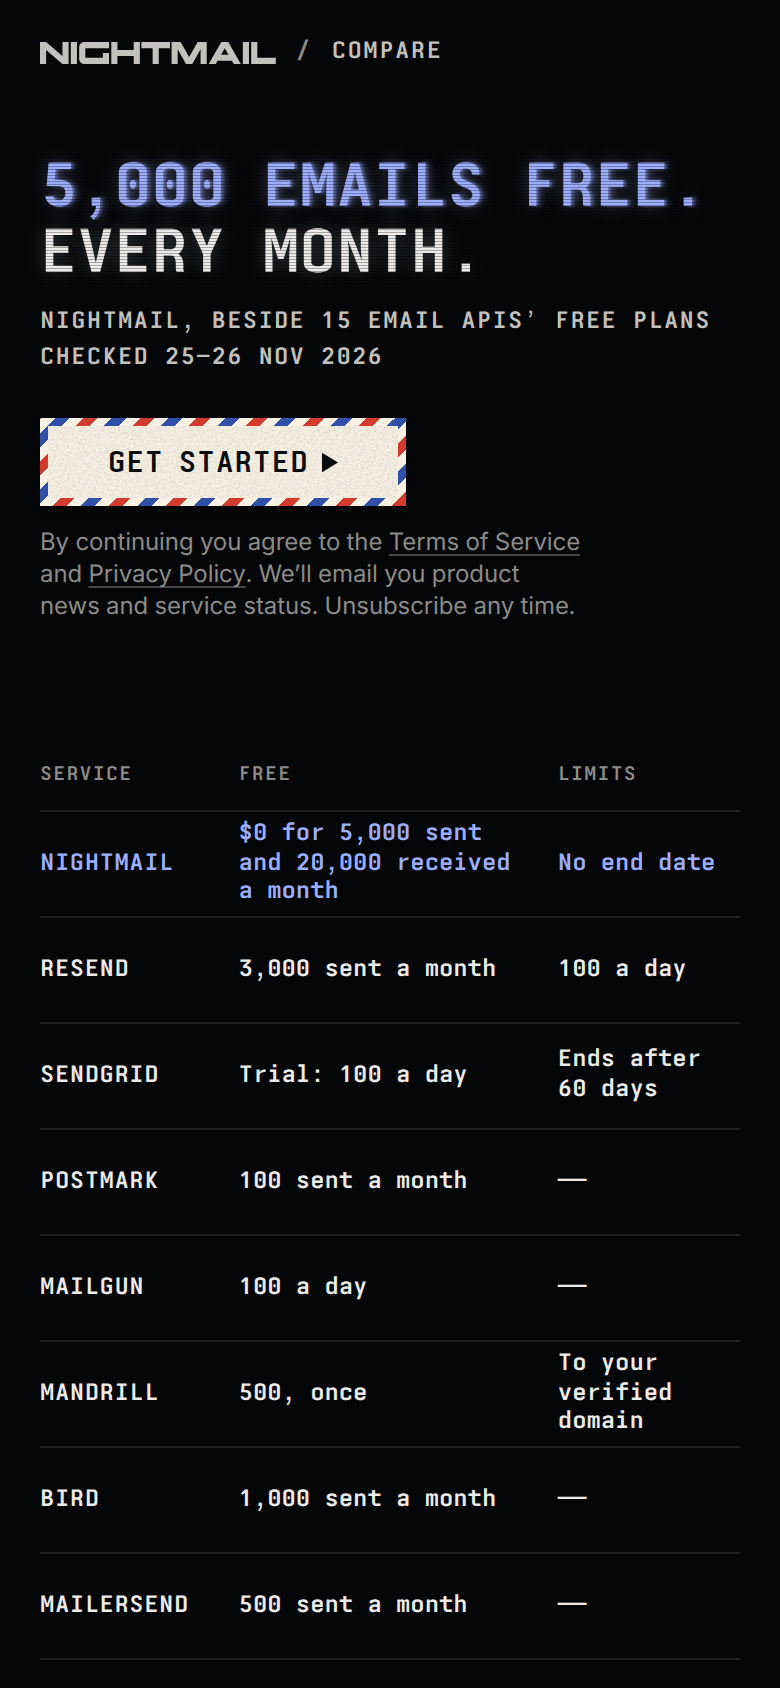 NIGHTMAIL / COMPARE
5,000 EMAILS FREE.
EVERY MONTH.
NIGHTMAIL, BESIDE 15 EMAIL APIS’ FREE PLANS
CHECKED 25–26 NOV 2026
GET STARTED ▶
By continuing you agree to the Terms of Service
and Privacy Policy. We’ll email you product
news and service status. Unsubscribe any time.
SERVICE FREE LIMITS
NIGHTMAIL
$0 for 5,000 sent
and 20,000 received
a month
No end date
RESEND 3,000 sent a month 100 a day
SENDGRID Trial: 100 a day
Ends after
60 days
POSTMARK 100 sent a month —
MAILGUN 100 a day —
MANDRILL 500, once
To your
verified
domain
BIRD 1,000 sent a month —
MAILERSEND 500 sent a month —